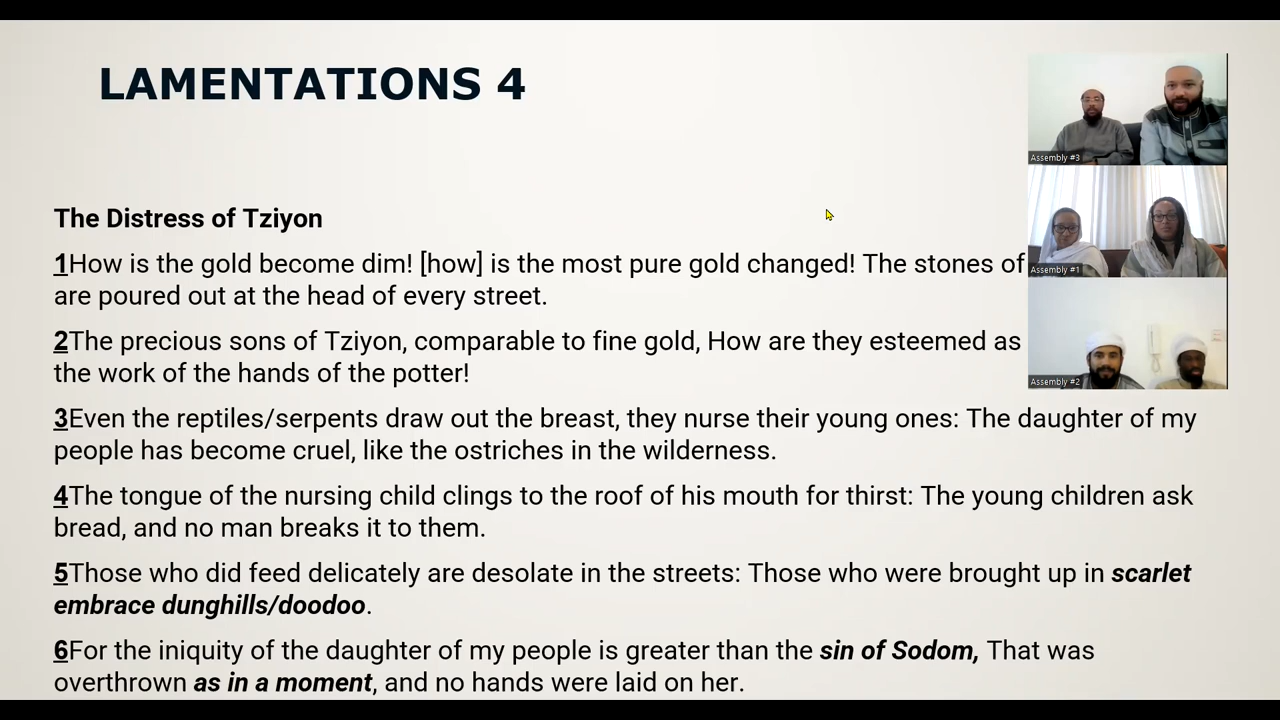 LAMENTATIONS 4
Assembly #3
Assembly #1
Assembly #2
The Distress of Tziyon
1How is the gold become dim! [how] is the most pure gold changed! The stones of
are poured out at the head of every street.
2The precious sons of Tziyon, comparable to fine gold, How are they esteemed as
the work of the hands of the potter!
3Even the reptiles/serpents draw out the breast, they nurse their young ones: The daughter of my
people has become cruel, like the ostriches in the wilderness.
4The tongue of the nursing child clings to the roof of his mouth for thirst: The young children ask
bread, and no man breaks it to them.
5Those who did feed delicately are desolate in the streets: Those who were brought up in scarlet
embrace dunghills/doodoo.
6For the iniquity of the daughter of my people is greater than the sin of Sodom, That was
overthrown as in a moment, and no hands were laid on her.